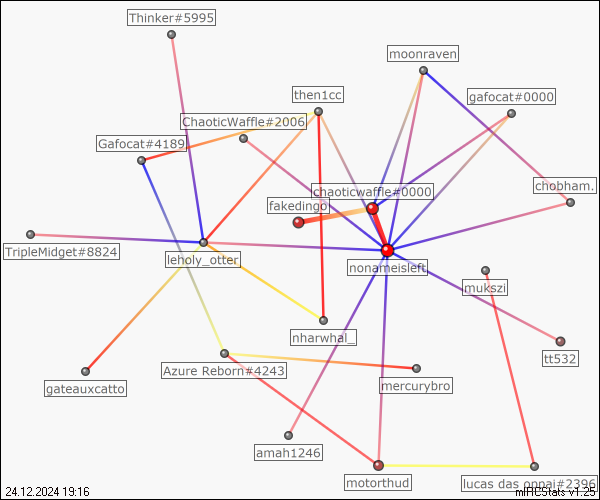 Thinker#5995
moonraven
then1cc
gafocat#0000
ChaoticWaffle#2006
Gafocat#4189
chobham.
chaoticwaffle#0000
fakedingo
TripleMidget#8824
leholy_otter
nonameisleft
mukszi
nharwhal_
tt532
Azure Reborn#4243
gateauxcatto
mercurybro
amah1246
motorthud
lucas das oppai#2396
24.12.2024 19:16
mIRCStats v1.25